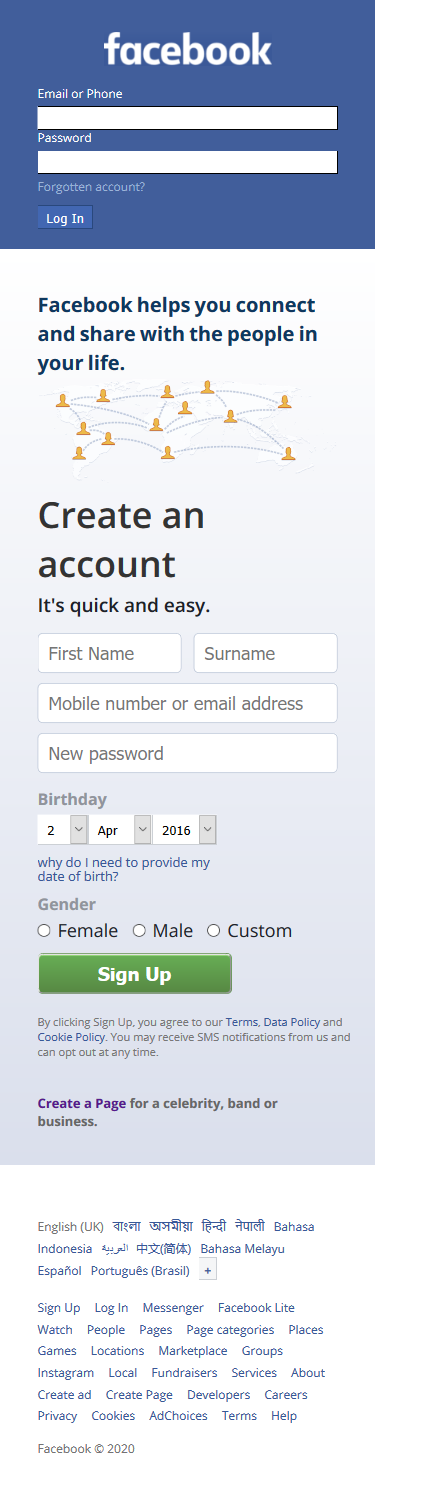 facebook
Email or Phone
Password
Forgotten account?
Log In
Facebook helps you connect
and share with the people in
your life.
Create an
account
It's quick and easy.
First Name Surname
Mobile number or email address
New password
Birthday
2 Apr 2016
why do I need to provide my
date of birth?
Gender
Female Male Custom
Sign Up
By clicking Sign Up, you agree to our Terms, Data Policy and
Cookie Policy. You may receive SMS notifications from us and
can opt out at any time.
Create a Page for a celebrity, band or
business.
English (UK) বাংলা অসমীয়া हिन्दी नेपाली Bahasa
Indonesia العربية 中文(简体) Bahasa Melayu
Español Português (Brasil) +
Sign Up Log In Messenger Facebook Lite
Watch People Pages Page categories Places
Games Locations Marketplace Groups
Instagram Local Fundraisers Services About
Create ad Create Page Developers Careers
Privacy Cookies AdChoices Terms Help
Facebook © 2020